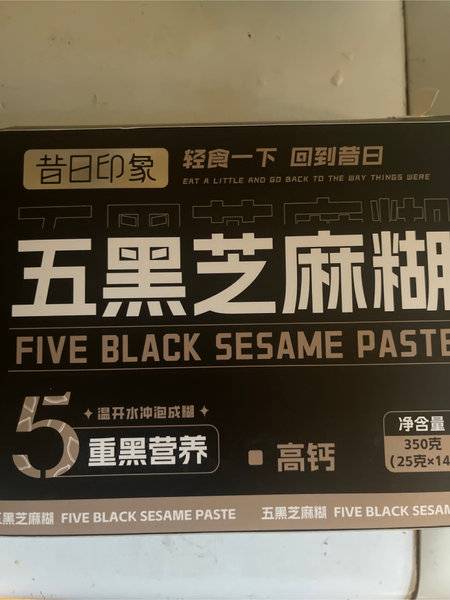 昔日印象
轻食一下 回到昔日
EAT A LITTLE AND GO BACK TO THE WAY THINGS WERE
五黑芝麻糊
FIVE BLACK SESAME PASTE
5
温开水冲泡成糊
重黑营养
高钙
净含量
350克
(25克×14
五黑芝麻糊 FIVE BLACK SESAME PASTE 五黑芝麻糊 FIVE BLACK SESAM